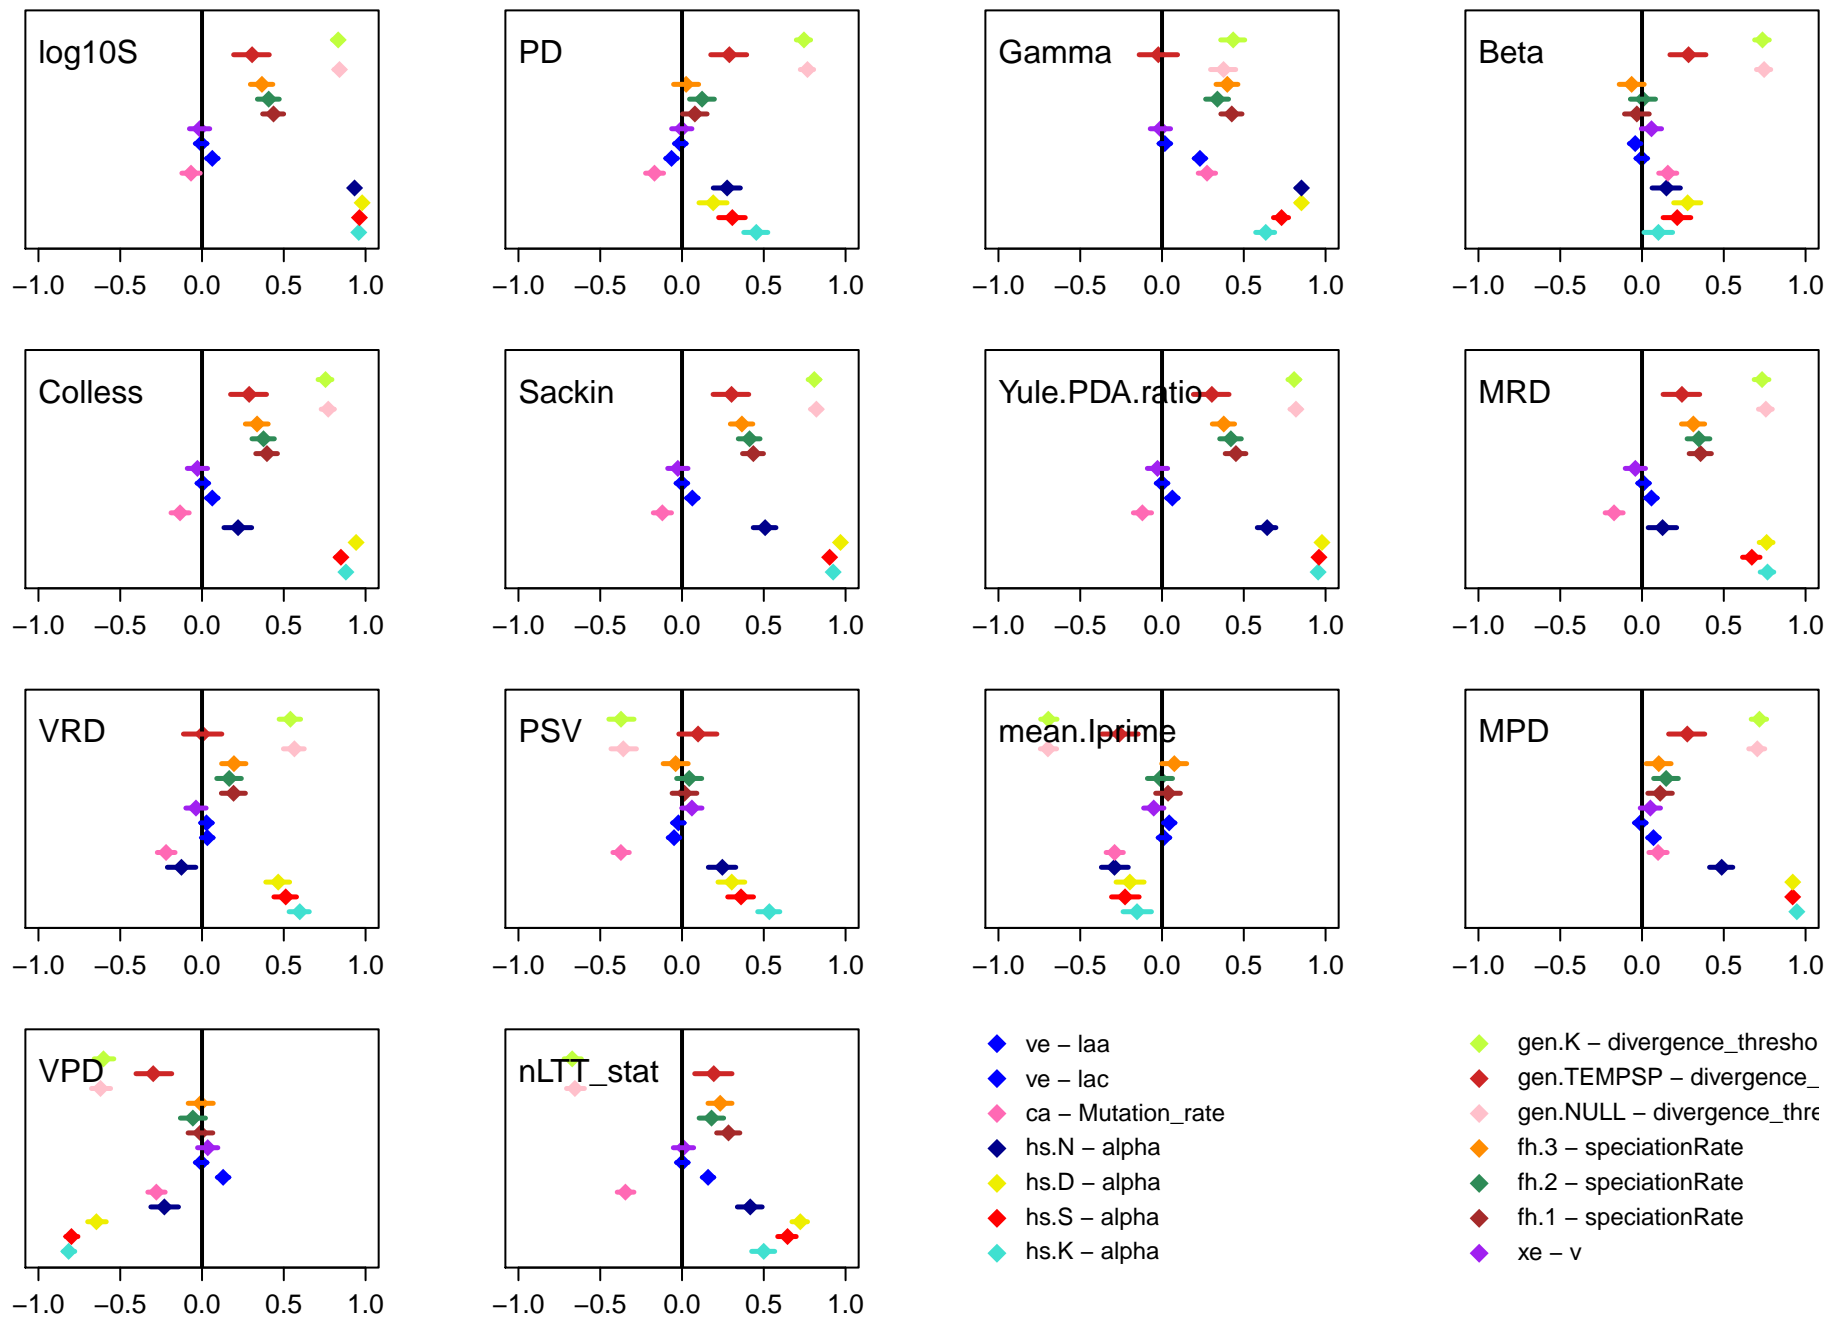 log10S
PD
Gamma
Beta
−1.0 −0.5 0.0 0.5 1.0
−1.0 −0.5 0.0 0.5 1.0
−1.0 −0.5 0.0 0.5 1.0
−1.0 −0.5 0.0 0.5 1.0
Colless
Sackin
Yule.PDA.ratio
MRD
−1.0 −0.5 0.0 0.5 1.0
−1.0 −0.5 0.0 0.5 1.0
−1.0 −0.5 0.0 0.5 1.0
−1.0 −0.5 0.0 0.5 1.0
VRD
PSV
mean.Iprime
MPD
−1.0 −0.5 0.0 0.5 1.0
−1.0 −0.5 0.0 0.5 1.0
−1.0 −0.5 0.0 0.5 1.0
−1.0 −0.5 0.0 0.5 1.0
VPD
nLTT_stat
−1.0 −0.5 0.0 0.5 1.0
−1.0 −0.5 0.0 0.5 1.0
ve − laa
ve − lac
ca − Mutation_rate
hs.N − alpha
hs.D − alpha
hs.S − alpha
hs.K − alpha
gen.K − divergence_thresho
gen.TEMPSP − divergence_
gen.NULL − divergence_thre
fh.3 − speciationRate
fh.2 − speciationRate
fh.1 − speciationRate
xe − v